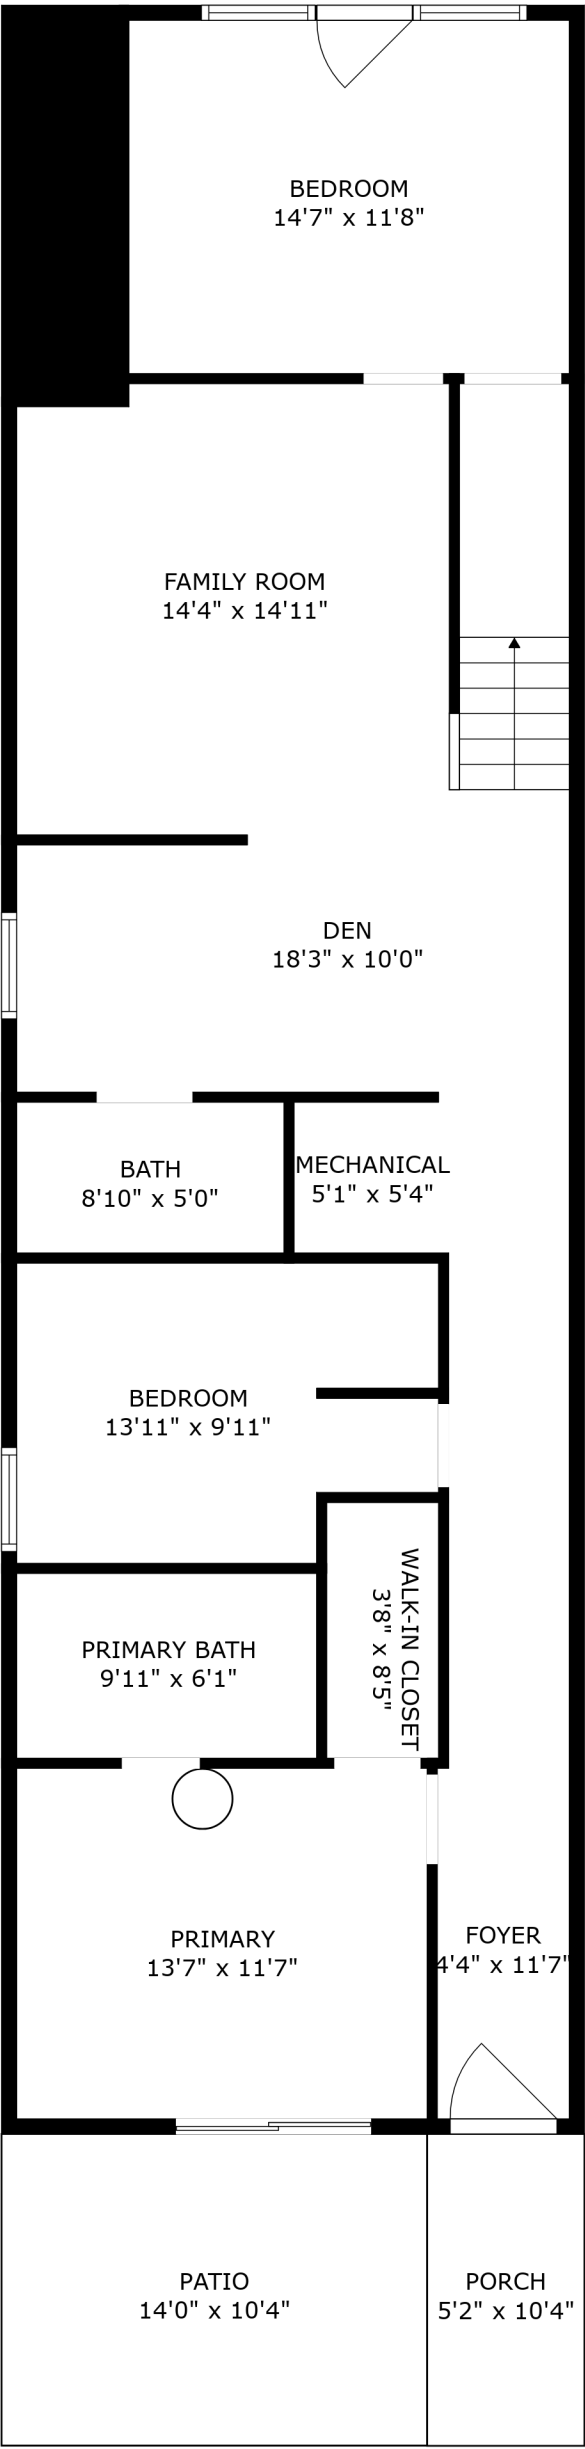 BEDROOM
14'7" x 11'8"
FAMILY ROOM
14'4" x 14'11"
DEN
18'3" x 10'0"
BATH
8'10" x 5'0"
MECHANICAL
5'1" x 5'4"
BEDROOM
13'11" x 9'11"
WALK-IN CLOSET
3'8" x 8'5"
PRIMARY BATH
9'11" x 6'1"
PRIMARY
13'7" x 11'7"
FOYER
4'4" x 11'7"
PATIO
14'0" x 10'4"
PORCH
5'2" x 10'4"